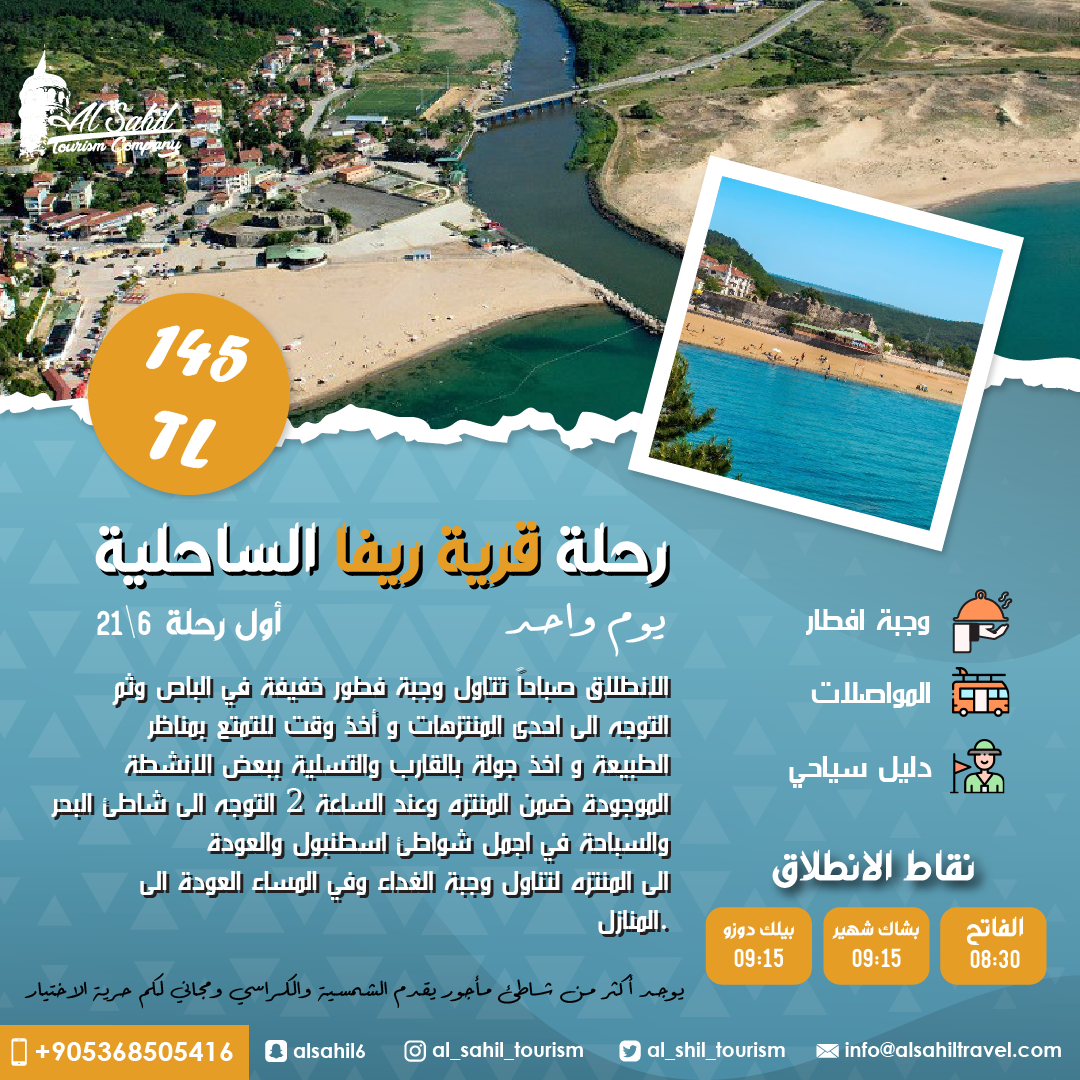 Al Sahil
Tourism Company
145
TL
رحلة قرية ريفا الساحلية
يوم واحد
أول رحلة 6\21
الانطلاق صباحاً نتناول وجبة فطور خفيفة في الباص وثم
التوجه الى احدى المنتزهات و أخذ وقت للتمتع بمناظر
الطبيعة و اخذ جولة بالقارب والتسلية ببعض الانشطة
الموجودة ضمن المنتزه وعند الساعة 2 التوجه الى شاطئ البحر
والسباحة في اجمل شواطئ اسطنبول والعودة
الى المنتزه لتناول وجبة الغداء وفي المساء العودة الى
المنازل.
وجبة افطار
المواصلات
دليل سياحي
نقاط الانطلاق
الفاتح
08:30
بشاك شهير
09:15
بيلك دوزو
09:15
يوجد أكثر من شاطئ مأجور يقدم الشمسية والكراسي ومجاني لكم حرية الاختيار
+905368505416
alsahil6
al_sahil_tourism
al_shil_tourism
info@alsahiltravel.com